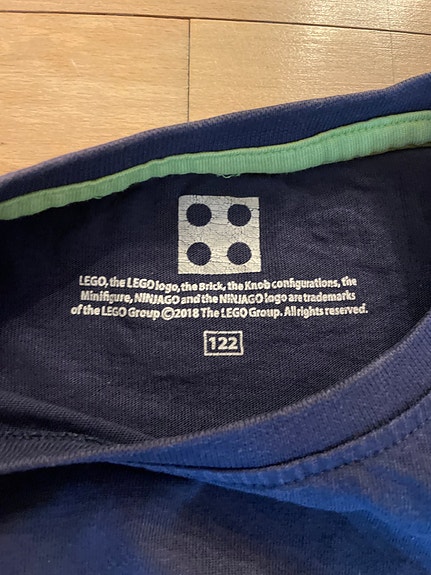 LEGO, the LEGO logo, the Brick, the Knob configurations, the
Minifigure, NINJAGO and the NINJAGO logo are trademarks
of the LEGO Group ©2018 The LEGO Group. All rights reserved.
122